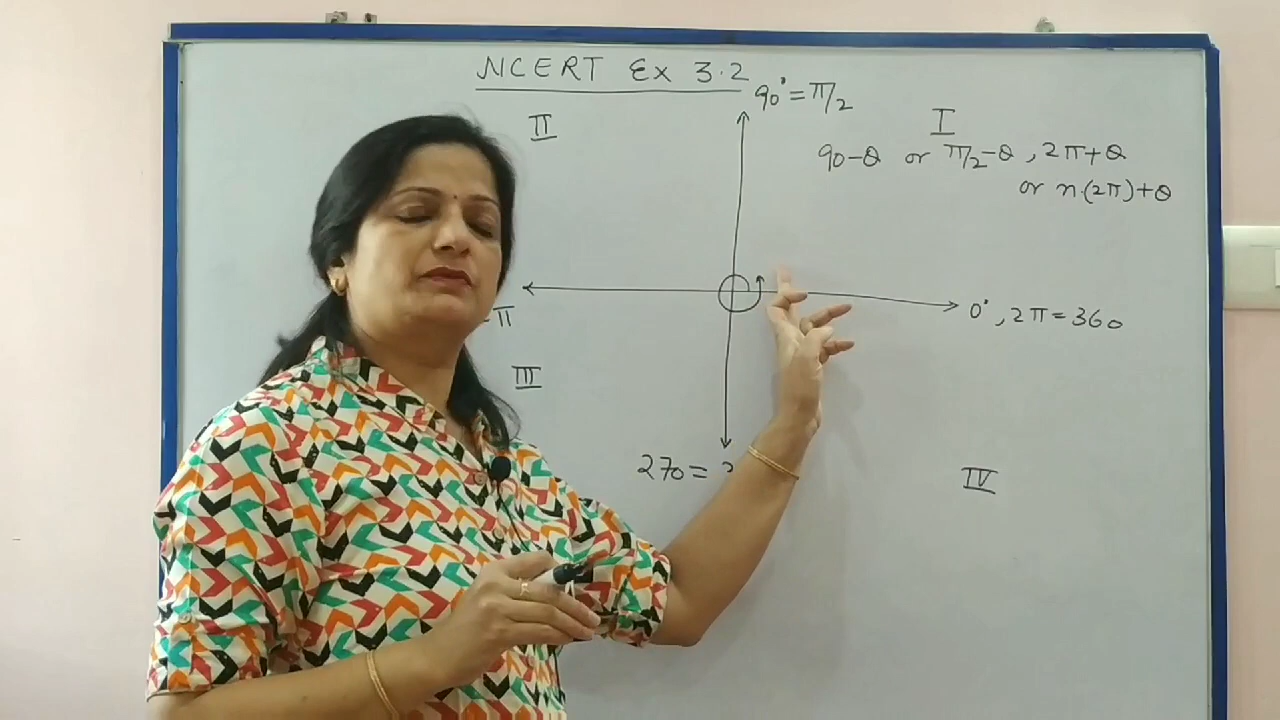 NCERT Ex 3.2
90° = π/2
II
I
90-θ or π/2-θ, 2π+θ
or n.(2π)+θ
π
0°, 2π = 360
III
270 =
IV